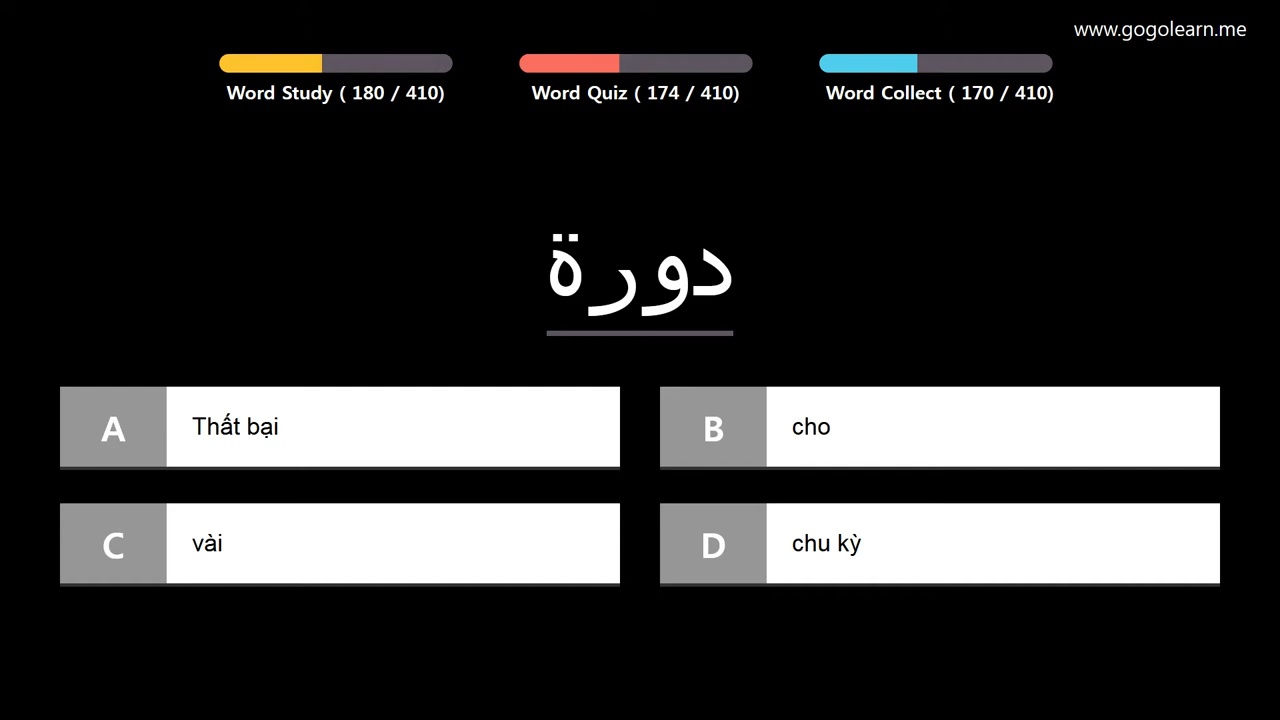 www.gogolearn.me
Word Study ( 180 / 410)
Word Quiz ( 174 / 410)
Word Collect ( 170 / 410)
دورة
A Thất bại
B cho
C vài
D chu kỳ